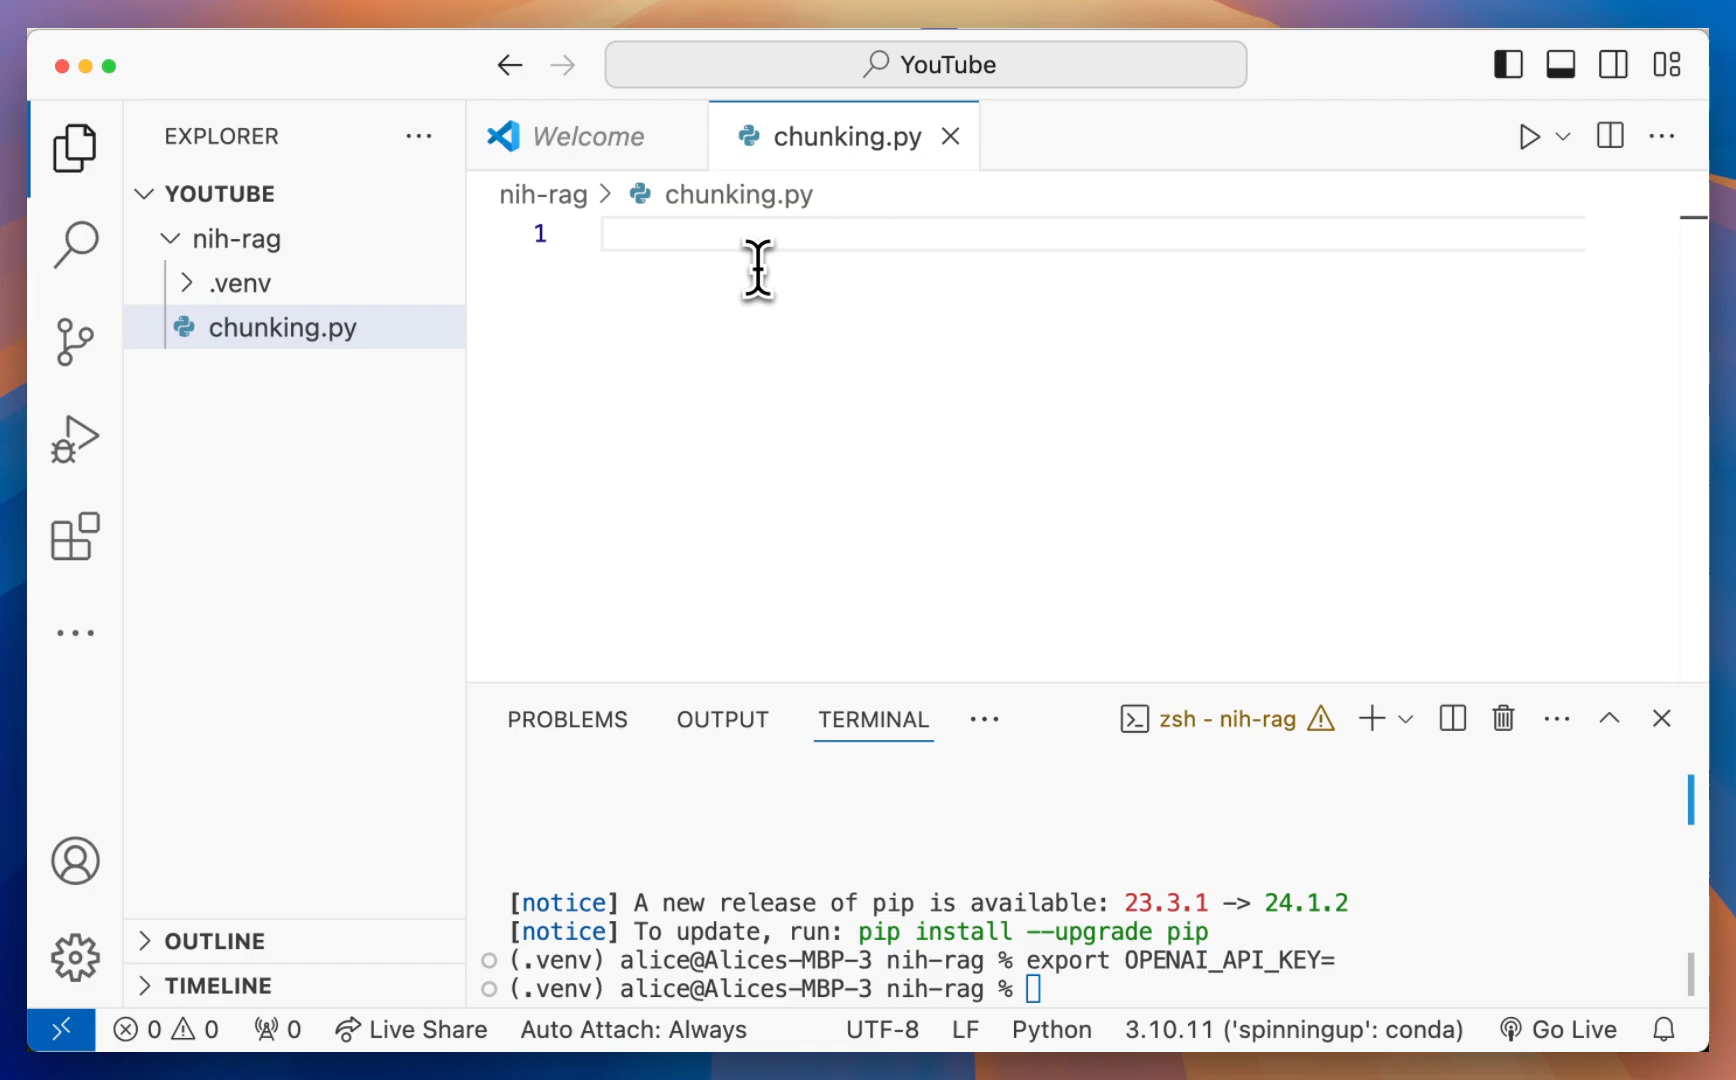 YouTube
EXPLORER
Welcome
chunking.py
YOUTUBE
nih-rag
.venv
chunking.py
nih-rag > chunking.py
1
PROBLEMS OUTPUT TERMINAL
zsh - nih-rag
[notice] A new release of pip is available: 23.3.1 -> 24.1.2
[notice] To update, run: pip install --upgrade pip
(.venv) alice@Alices-MBP-3 nih-rag % export OPENAI_API_KEY=
(.venv) alice@Alices-MBP-3 nih-rag %
OUTLINE
TIMELINE
0 0 0 Live Share Auto Attach: Always UTF-8 LF Python 3.10.11 ('spinningup': conda) Go Live